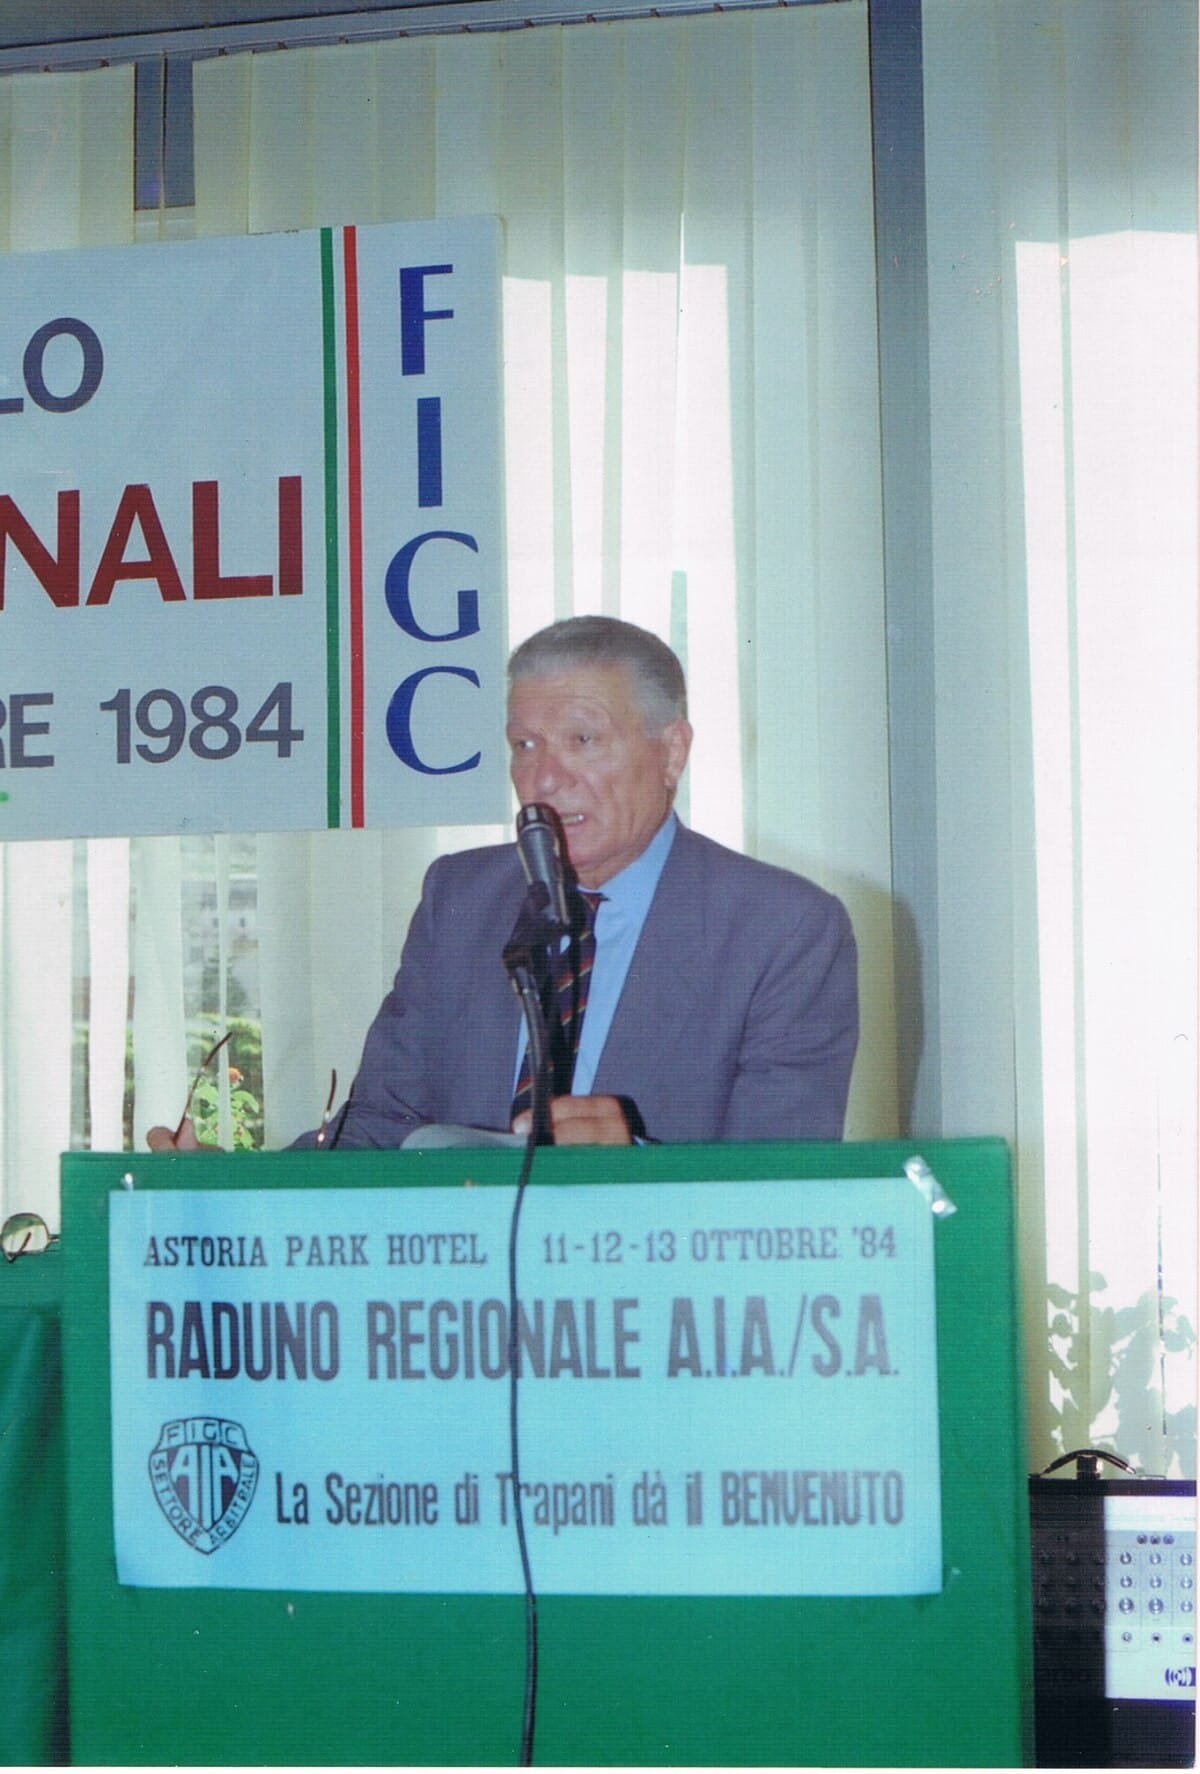 LO
NALI
RE 1984
FIGC
ASTORIA PARK HOTEL 11-12-13 OTTOBRE '84
RADUNO REGIONALE A.I.A./S.A.
FIGC
AIA
SETTORE ARBITRALE
La Sezione di Trapani dà il BENVENUTO